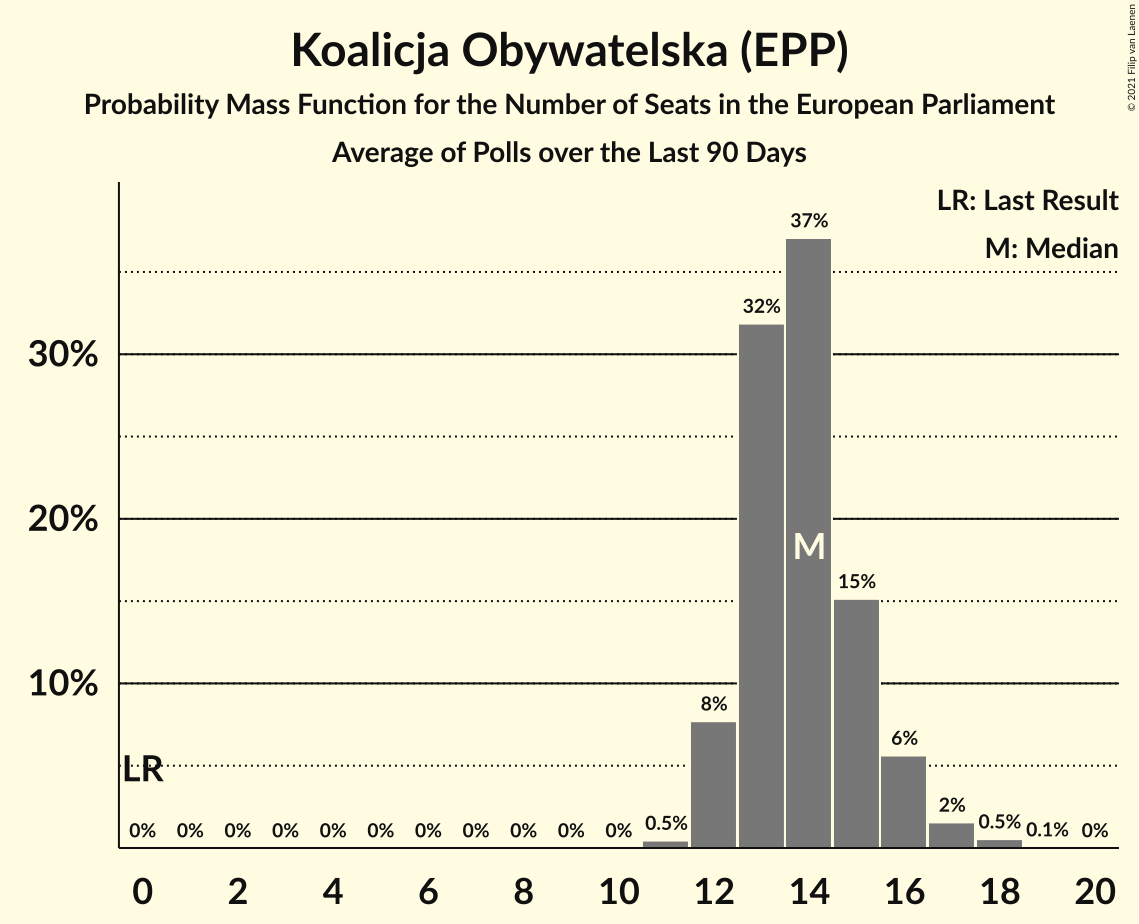 Koalicja Obywatelska (EPP)
Probability Mass Function for the Number of Seats in the European Parliament
Average of Polls over the Last 90 Days
© 2021 Filip van Laenen
LR: Last Result
M: Median
37%
32%
30%
20%
M
15%
10%
8%
6%
LR
0% 0% 0% 0% 0% 0% 0% 0% 0% 0% 0% 0.5% 2% 0.5% 0.1% 0%
0 2 4 6 8 10 12 14 16 18 20